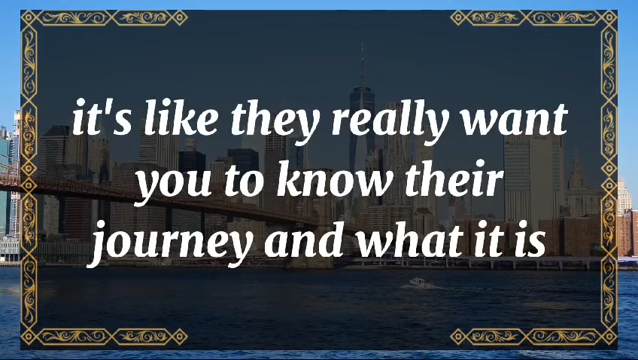 it's like they really want
you to know their
journey and what it is